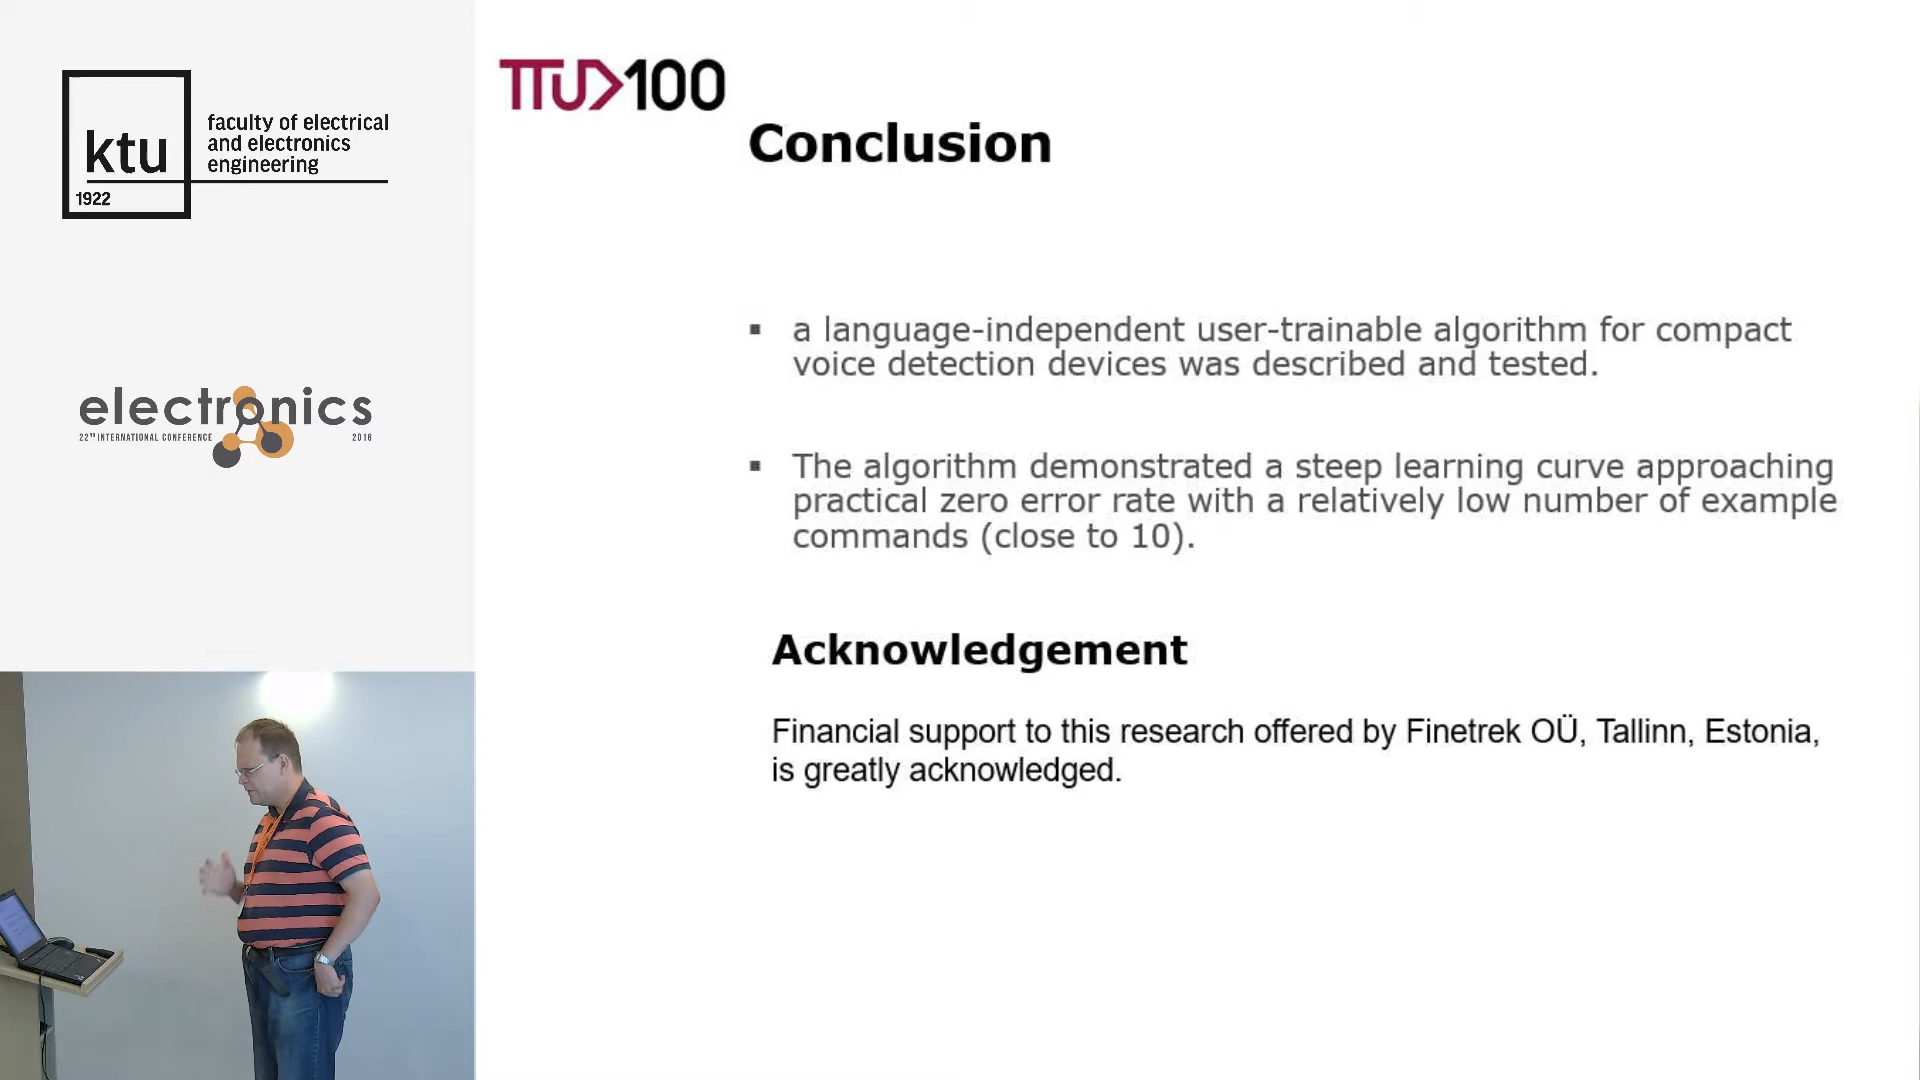 ktu
1922
faculty of electrical
and electronics
engineering
electronics
22ND INTERNATIONAL CONFERENCE 2018
TTU>100
Conclusion
▪ a language-independent user-trainable algorithm for compact
voice detection devices was described and tested.
▪ The algorithm demonstrated a steep learning curve approaching
practical zero error rate with a relatively low number of example
commands (close to 10).
Acknowledgement
Financial support to this research offered by Finetrek OÜ, Tallinn, Estonia,
is greatly acknowledged.